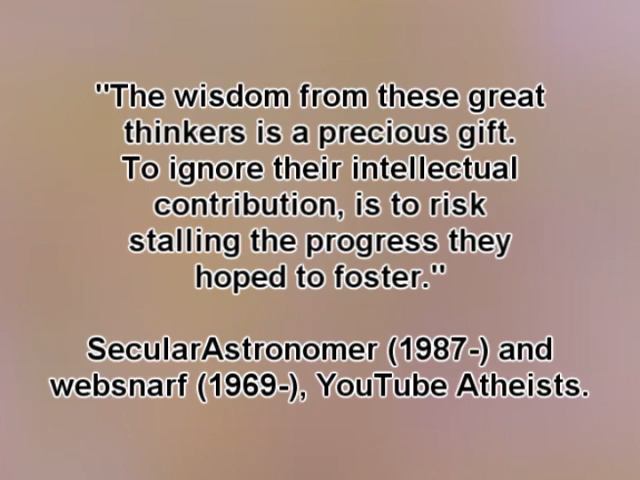 "The wisdom from these great
thinkers is a precious gift.
To ignore their intellectual
contribution, is to risk
stalling the progress they
hoped to foster."
SecularAstronomer (1987-) and
websnarf (1969-), YouTube Atheists.